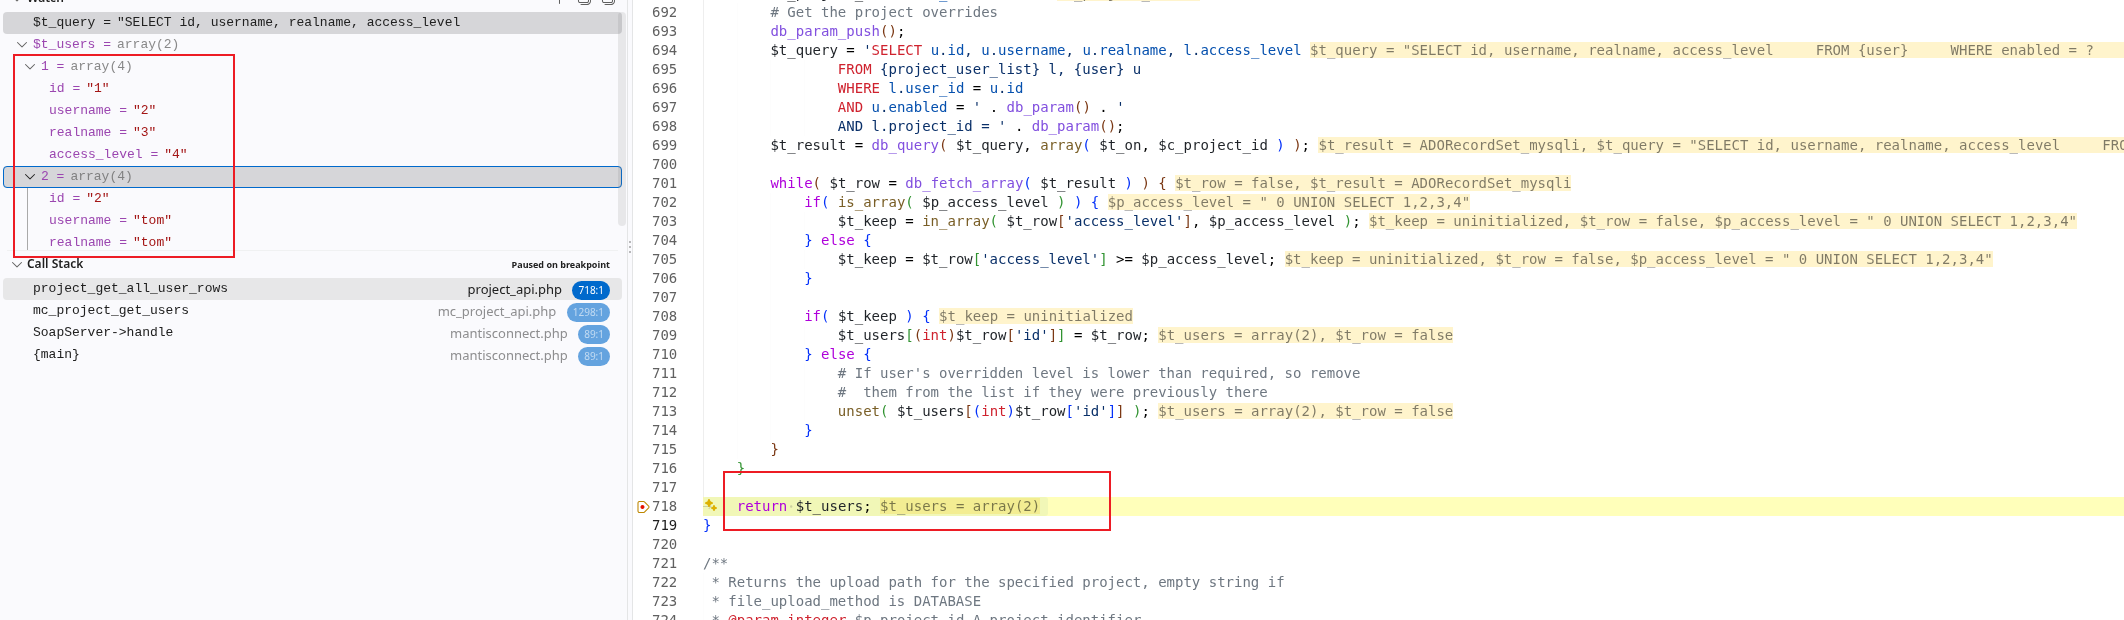 Watch
$t_query = "SELECT id, username, realname, access_level
$t_users = array(2)
1 = array(4)
id = "1"
username = "2"
realname = "3"
access_level = "4"
2 = array(4)
id = "2"
username = "tom"
realname = "tom"
Call Stack Paused on breakpoint
project_get_all_user_rows project_api.php 718:1
mc_project_get_users mc_project_api.php 1298:1
SoapServer->handle mantisconnect.php 89:1
{main} mantisconnect.php 89:1
692 # Get the project overrides
693 db_param_push();
694 $t_query = 'SELECT u.id, u.username, u.realname, l.access_level $t_query = "SELECT id, username, realname, access_level FROM {user} WHERE enabled = ?
695 FROM {project_user_list} l, {user} u
696 WHERE l.user_id = u.id
697 AND u.enabled = ' . db_param() . '
698 AND l.project_id = ' . db_param();
699 $t_result = db_query( $t_query, array( $t_on, $c_project_id ) ); $t_result = ADORecordSet_mysqli, $t_query = "SELECT id, username, realname, access_level FRO
700
701 while( $t_row = db_fetch_array( $t_result ) ) { $t_row = false, $t_result = ADORecordSet_mysqli
702 if( is_array( $p_access_level ) ) { $p_access_level = " 0 UNION SELECT 1,2,3,4"
703 $t_keep = in_array( $t_row['access_level'], $p_access_level ); $t_keep = uninitialized, $t_row = false, $p_access_level = " 0 UNION SELECT 1,2,3,4"
704 } else {
705 $t_keep = $t_row['access_level'] >= $p_access_level; $t_keep = uninitialized, $t_row = false, $p_access_level = " 0 UNION SELECT 1,2,3,4"
706 }
707
708 if( $t_keep ) { $t_keep = uninitialized
709 $t_users[(int)$t_row['id']] = $t_row; $t_users = array(2), $t_row = false
710 } else {
711 # If user's overridden level is lower than required, so remove
712 #  them from the list if they were previously there
713 unset( $t_users[(int)$t_row['id']] ); $t_users = array(2), $t_row = false
714 }
715 }
716 }
717
718 return $t_users; $t_users = array(2)
719 }
720
721 /**
722 * Returns the upload path for the specified project, empty string if
723 * file_upload_method is DATABASE
724 * @param integer $p_project_id A project identifier